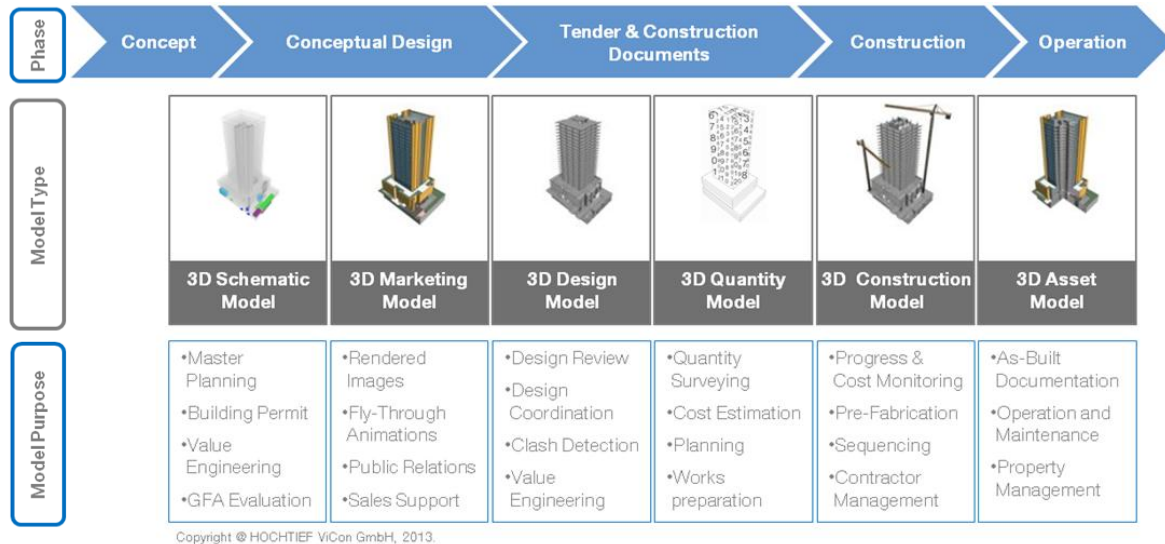 Phase
Concept
Conceptual Design
Tender & Construction
Documents
Construction
Operation
Model Type
3D Schematic
Model
3D Marketing
Model
3D Design
Model
3D Quantity
Model
3D Construction
Model
3D Asset
Model
Model Purpose
•Master
Planning
•Building Permit
•Value
Engineering
•GFA Evaluation
•Rendered
Images
•Fly-Through
Animations
•Public Relations
•Sales Support
•Design Review
•Design
Coordination
•Clash Detection
•Value
Engineering
•Quantity
Surveying
•Cost Estimation
•Planning
•Works
preparation
•Progress &
Cost Monitoring
•Pre-Fabrication
•Sequencing
•Contractor
Management
•As-Built
Documentation
•Operation and
Maintenance
•Property
Management
Copyright @ HOCHTIEF ViCon GmbH, 2013.